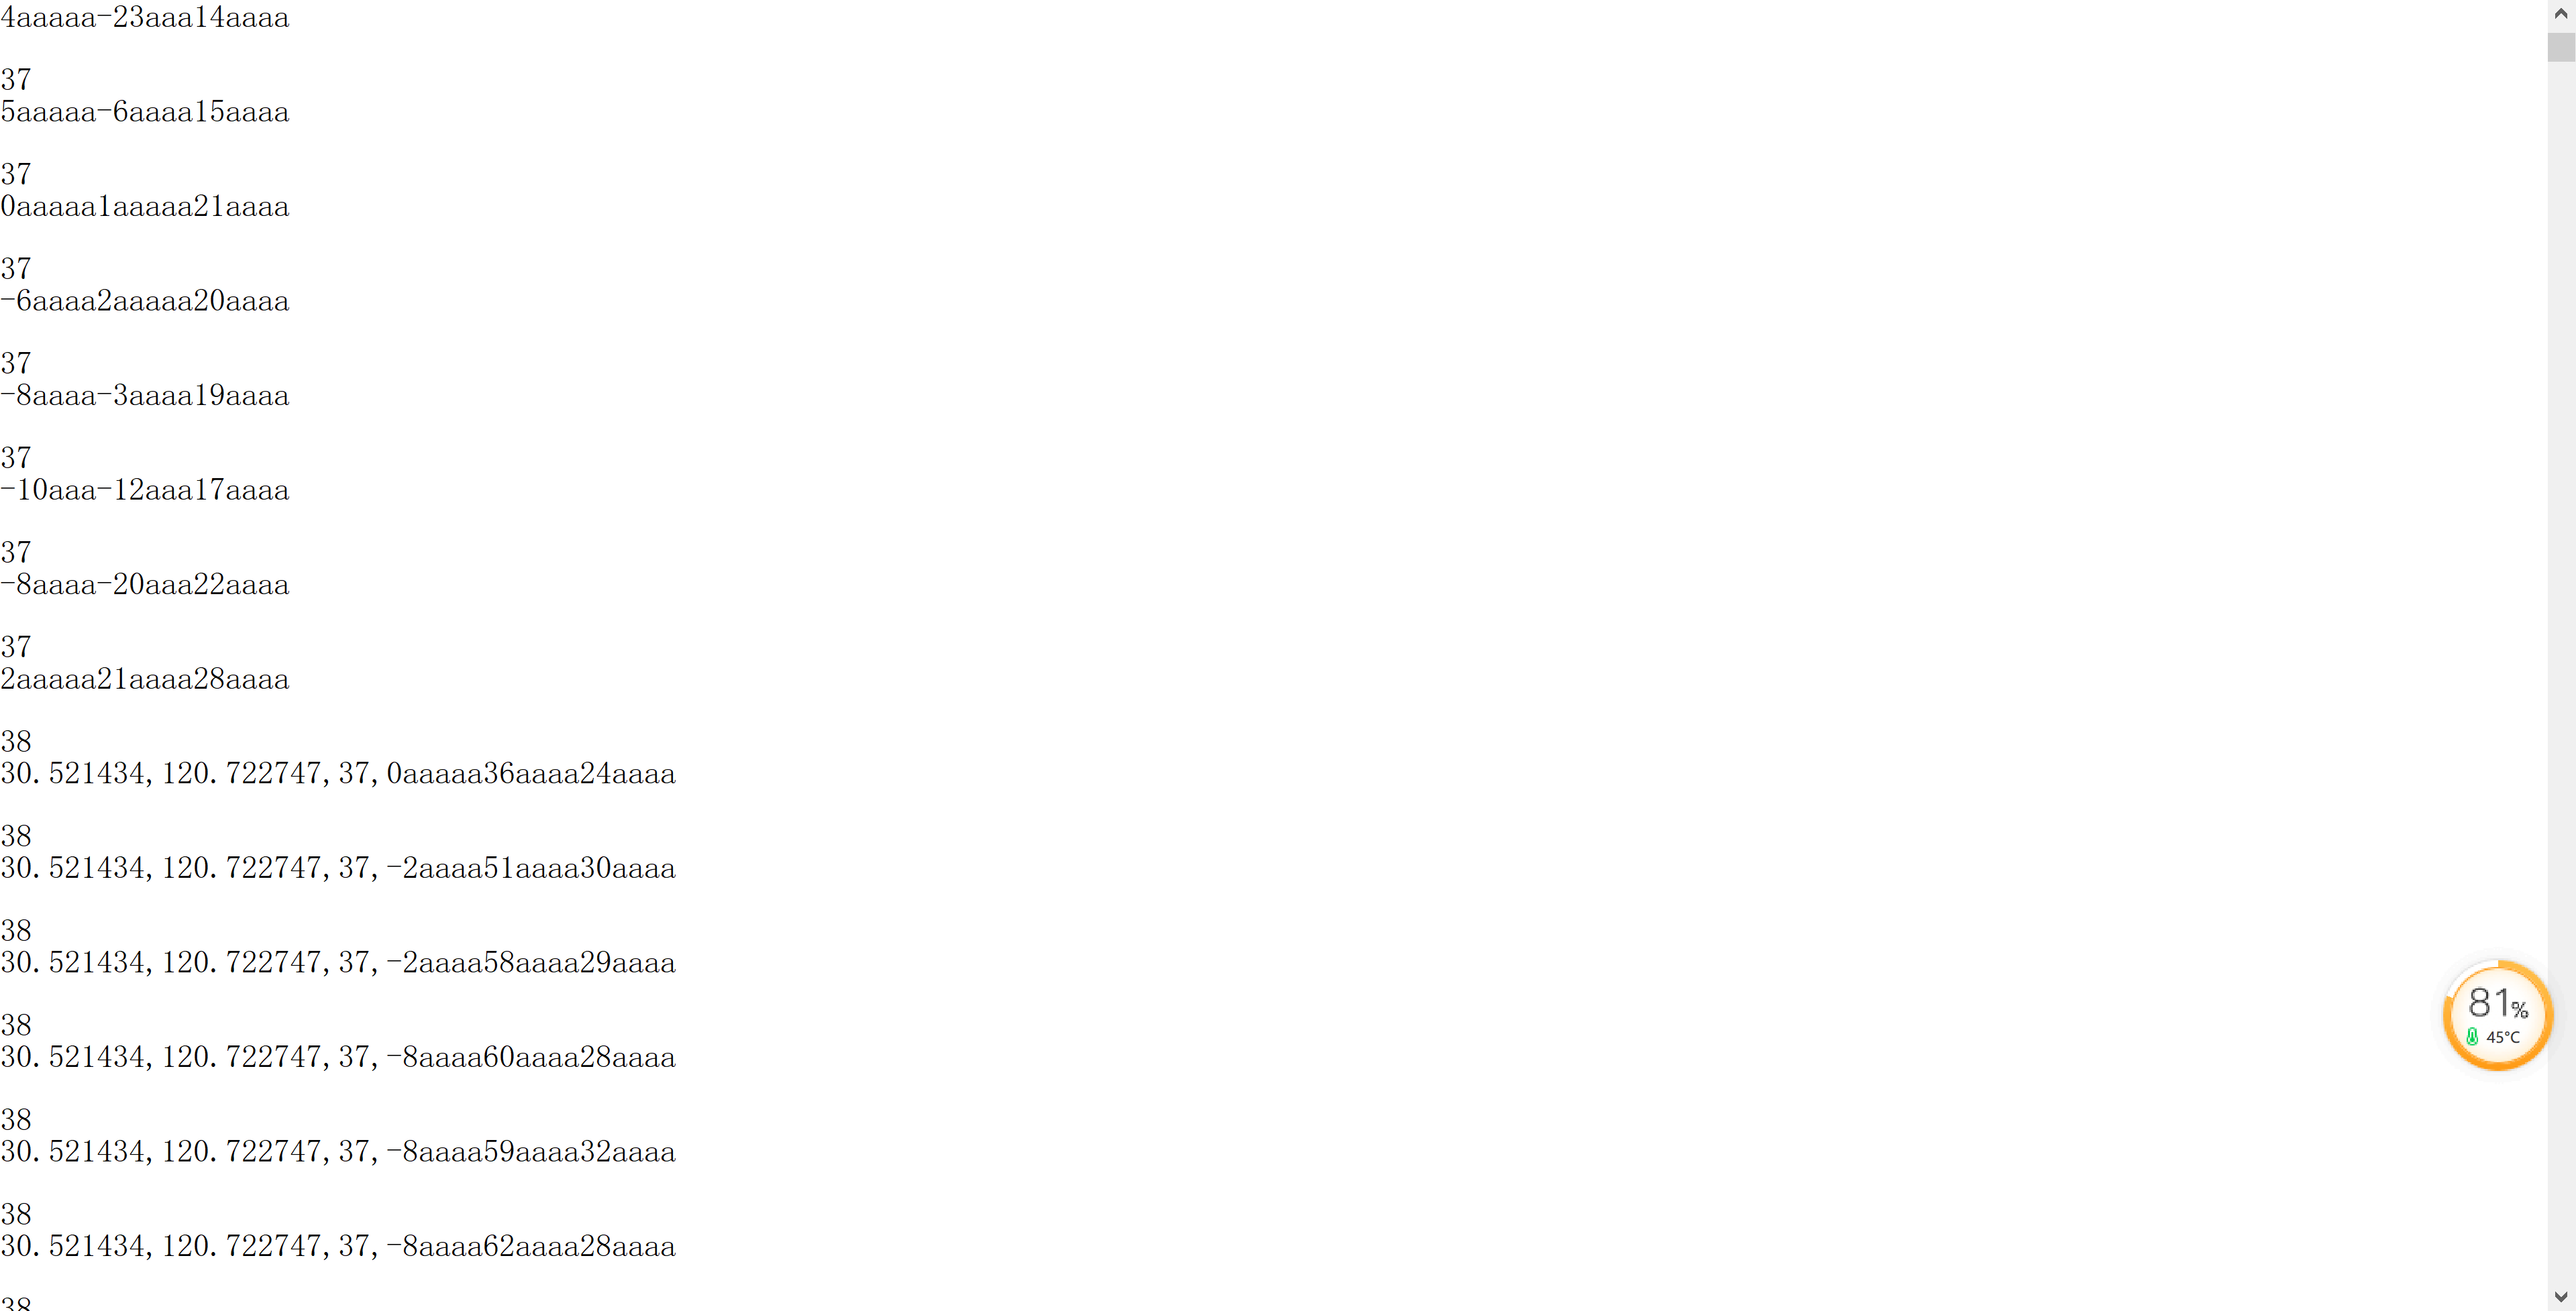 4aaaaa-23aaa14aaaa
37
5aaaaa-6aaaa15aaaa
37
0aaaaa1aaaaa21aaaa
37
-6aaaa2aaaaa20aaaa
37
-8aaaa-3aaaa19aaaa
37
-10aaa-12aaa17aaaa
37
-8aaaa-20aaa22aaaa
37
2aaaaa21aaaa28aaaa
38
30.521434,120.722747,37,0aaaaa36aaaa24aaaa
38
30.521434,120.722747,37,-2aaaa51aaaa30aaaa
38
30.521434,120.722747,37,-2aaaa58aaaa29aaaa
38
30.521434,120.722747,37,-8aaaa60aaaa28aaaa
38
30.521434,120.722747,37,-8aaaa59aaaa32aaaa
38
30.521434,120.722747,37,-8aaaa62aaaa28aaaa
38
81%
45°C